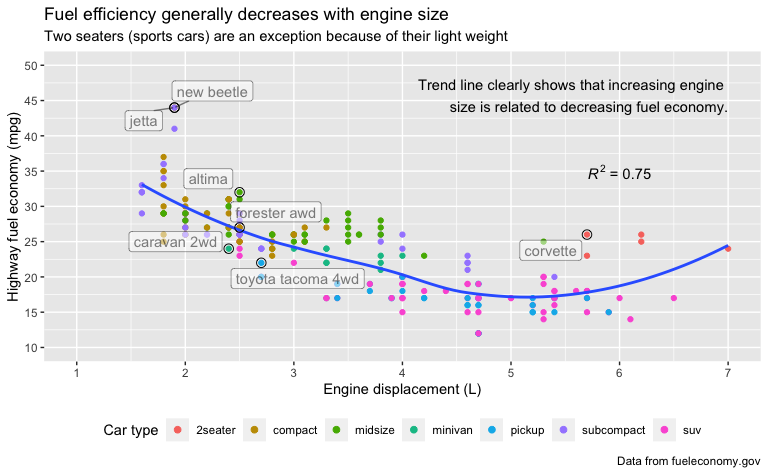 Fuel efficiency generally decreases with engine size
Two seaters (sports cars) are an exception because of their light weight
Highway fuel economy (mpg)
50
45
40
35
30
25
20
15
10
Trend line clearly shows that increasing engine
size is related to decreasing fuel economy.
R² = 0.75
new beetle
jetta
altima
forester awd
caravan 2wd
toyota tacoma 4wd
corvette
1 2 3 4 5 6 7
Engine displacement (L)
Car type 2seater compact midsize minivan pickup subcompact suv
Data from fueleconomy.gov